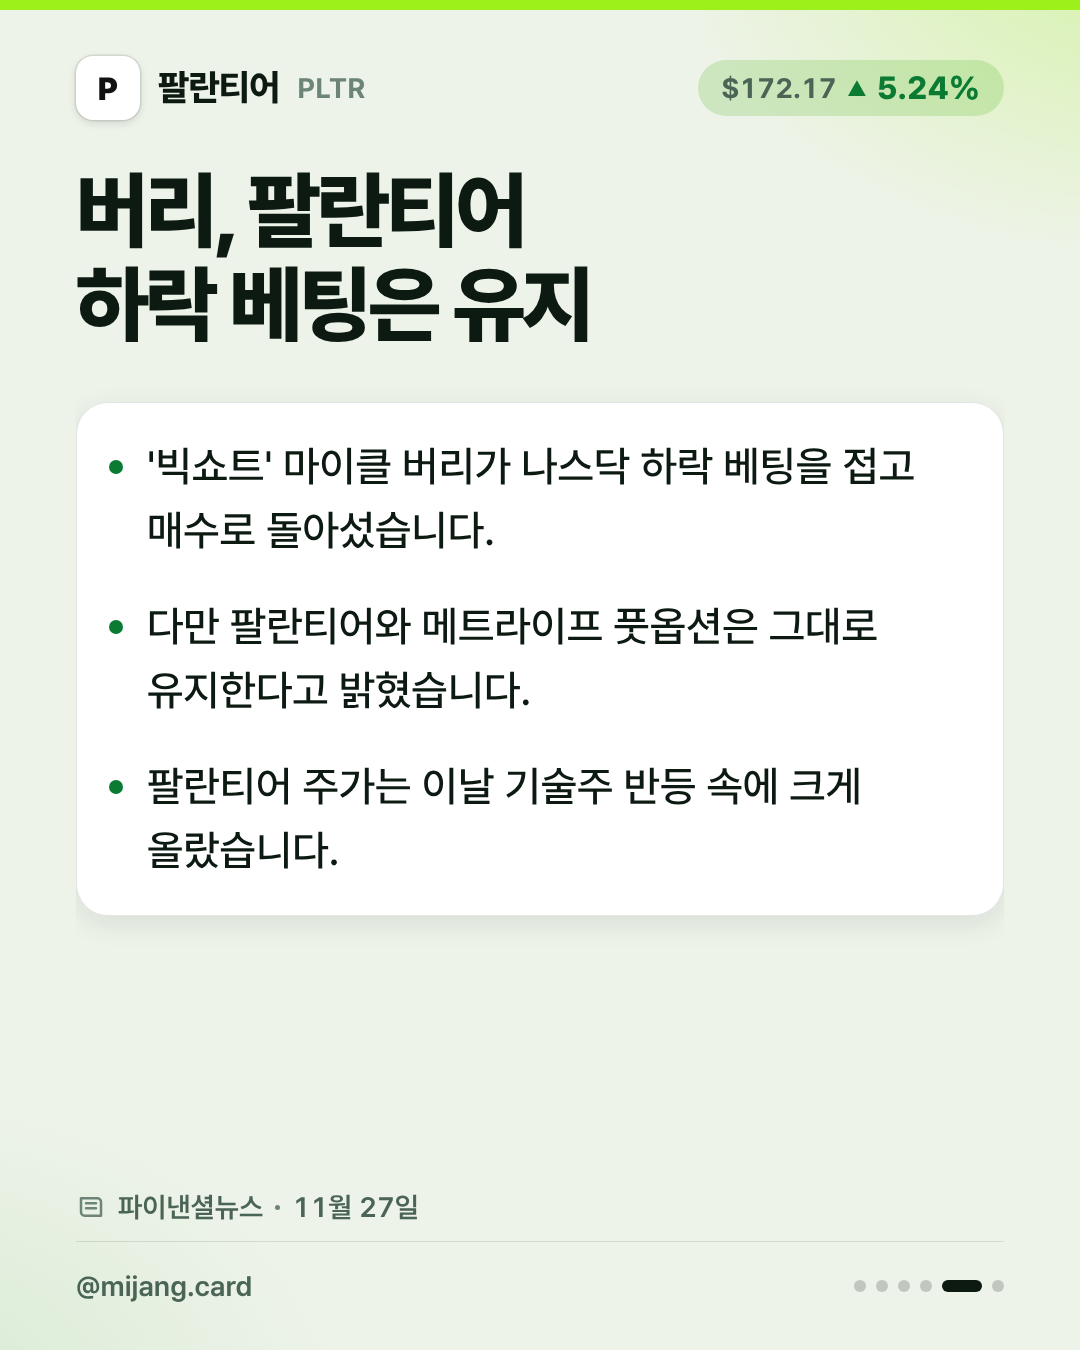 P 팔란티어 PLTR $172.17 ▲ 5.24%
버리, 팔란티어
하락 베팅은 유지
• '빅쇼트' 마이클 버리가 나스닥 하락 베팅을 접고
매수로 돌아섰습니다.
• 다만 팔란티어와 메트라이프 풋옵션은 그대로
유지한다고 밝혔습니다.
• 팔란티어 주가는 이날 기술주 반등 속에 크게
올랐습니다.
파이낸셜뉴스 · 11월 27일
@mijang.card